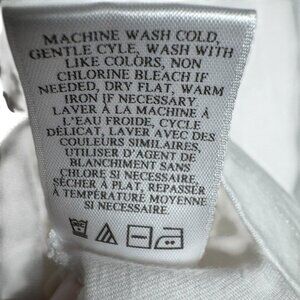 MACHINE WASH COLD,
GENTLE CYLE, WASH WITH
LIKE COLORS, NON
CHLORINE BLEACH IF
NEEDED, DRY FLAT, WARM
IRON IF NECESSARY
LAVER À LA MACHINE À
L'EAU FROIDE, CYCLE
DÉLICAT, LAVER AVEC DES
COULEURS SIMILAIRES,
UTILISER D'AGENT DE
BLANCHIMENT SANS
CHLORE SI NECESSAIRE.
SÉCHER À PLAT, REPASSER
À TEMPÉRATURE MOYENNE
SI NECESSAIRE.